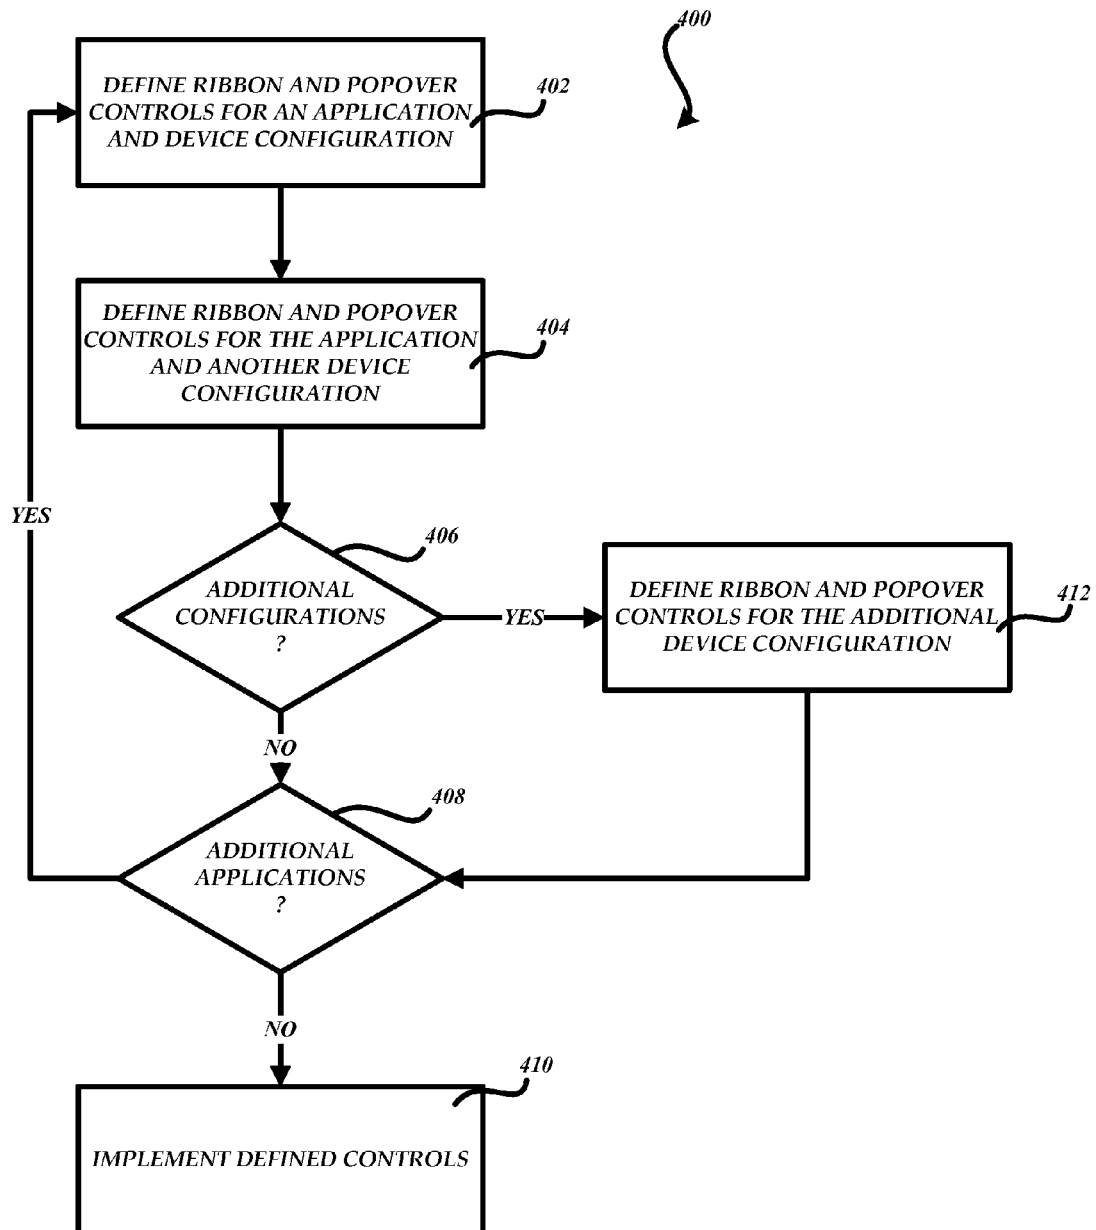 400
DEFINE RIBBON AND POPOVER
CONTROLS FOR AN APPLICATION
AND DEVICE CONFIGURATION
402
DEFINE RIBBON AND POPOVER
CONTROLS FOR THE APPLICATION
AND ANOTHER DEVICE
CONFIGURATION
404
YES
406
ADDITIONAL
CONFIGURATIONS
?
YES
DEFINE RIBBON AND POPOVER
CONTROLS FOR THE ADDITIONAL
DEVICE CONFIGURATION
412
NO
408
ADDITIONAL
APPLICATIONS
?
NO
410
IMPLEMENT DEFINED CONTROLS